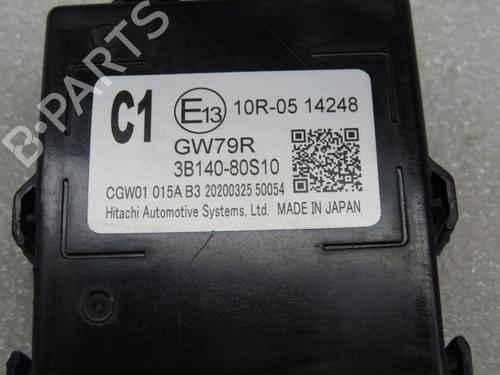 C1 E13 10R-05 14248
GW79R
3B140-80S10
CGW01 015A B3 20200325 50054
Hitachi Automotive Systems, Ltd. MADE IN JAPAN
B-PARTS